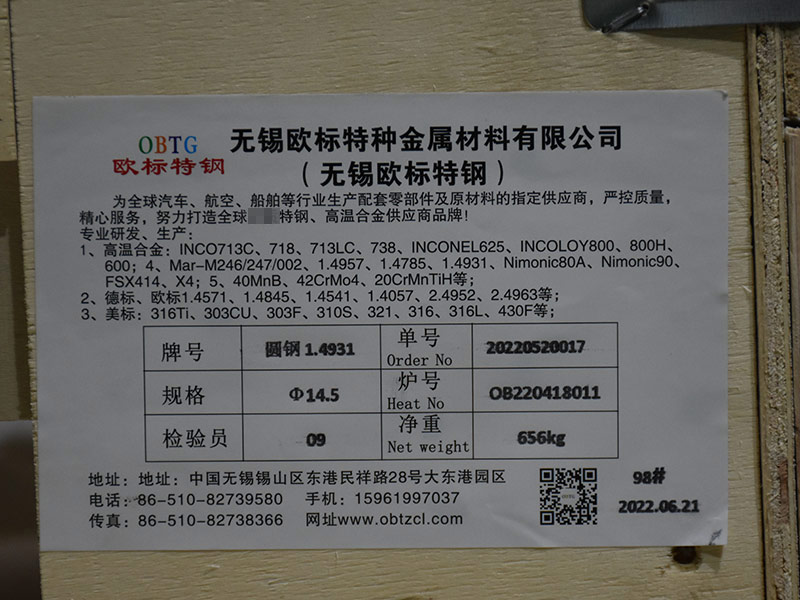 OBTG
欧标特钢
无锡欧标特种金属材料有限公司
（无锡欧标特钢）
为全球汽车、航空、船舶等行业生产配套零部件及原材料的指定供应商，严控质量，
精心服务，努力打造全球特钢、高温合金供应商品牌!
专业研发、生产：
1、高温合金：INCO713C、718、713LC、738、INCONEL625、INCOLOY800、800H、
600；4、Mar-M246/247/002、1.4957、1.4785、1.4931、Nimonic80A、Nimonic90、
FSX414、X4；5、40MnB、42CrMo4、20CrMnTiH等；
2、德标、欧标1.4571、1.4845、1.4541、1.4057、2.4952、2.4963等；
3、美标：316Ti、303CU、303F、310S、321、316、316L、430F等；
牌号 圆钢 1.4931 单号 Order No 20220520017
规格 Φ14.5 炉号 Heat No OB220418011
检验员 09 净重 Net weight 656kg
地址：地址：中国无锡锡山区东港民祥路28号大东港园区
电话：86-510-82739580 手机：15961997037
传真：86-510-82738366 网址www.obtzcl.com
98#
2022.06.21